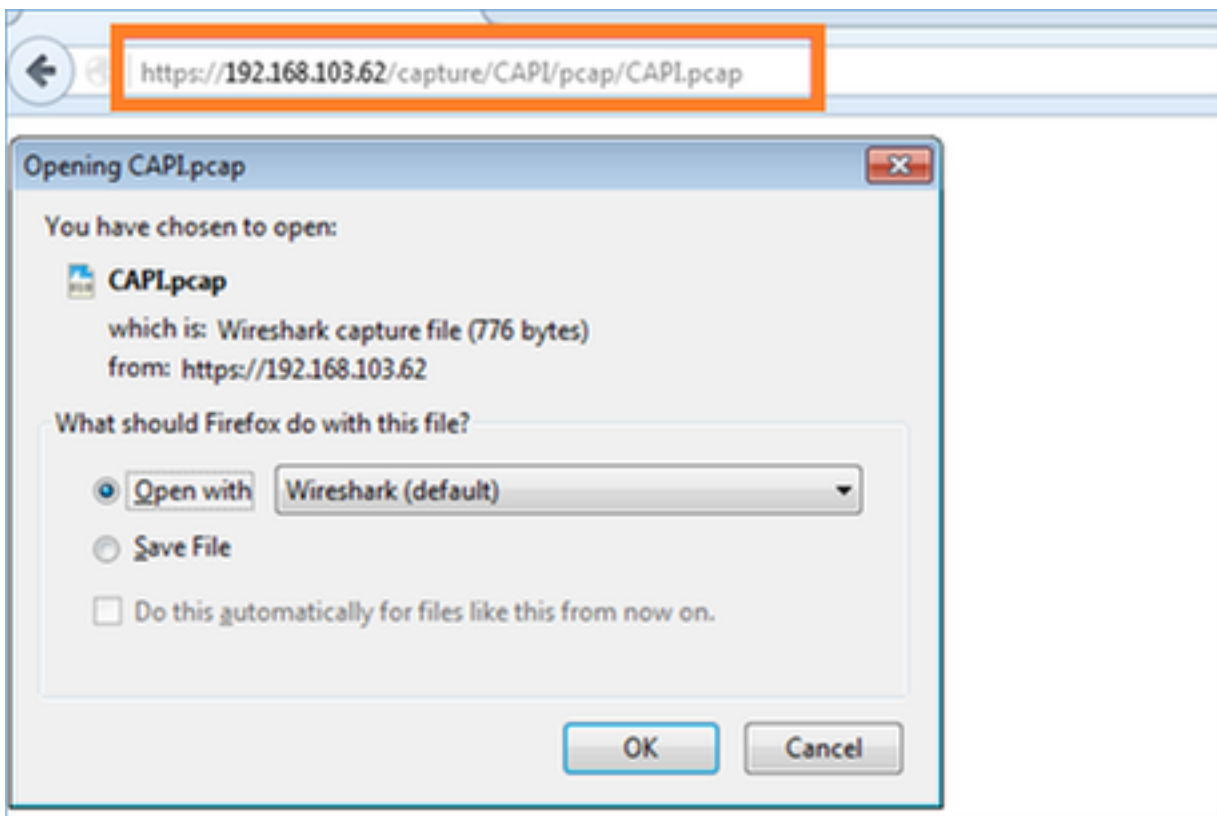 https://192.168.103.62/capture/CAPI/pcap/CAPI.pcap
Opening CAPI.pcap
You have chosen to open:
CAPI.pcap
which is: Wireshark capture file (776 bytes)
from: https://192.168.103.62
What should Firefox do with this file?
Open with Wireshark (default)
Save File
Do this automatically for files like this from now on.
OK Cancel